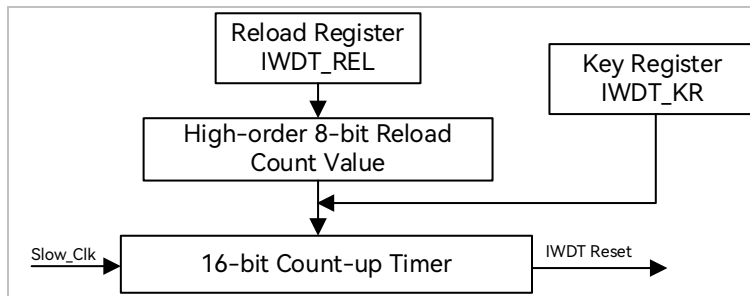 Reload Register
IWDT_REL
Key Register
IWDT_KR
High-order 8-bit Reload
Count Value
Slow_Clk
16-bit Count-up Timer
IWDT Reset